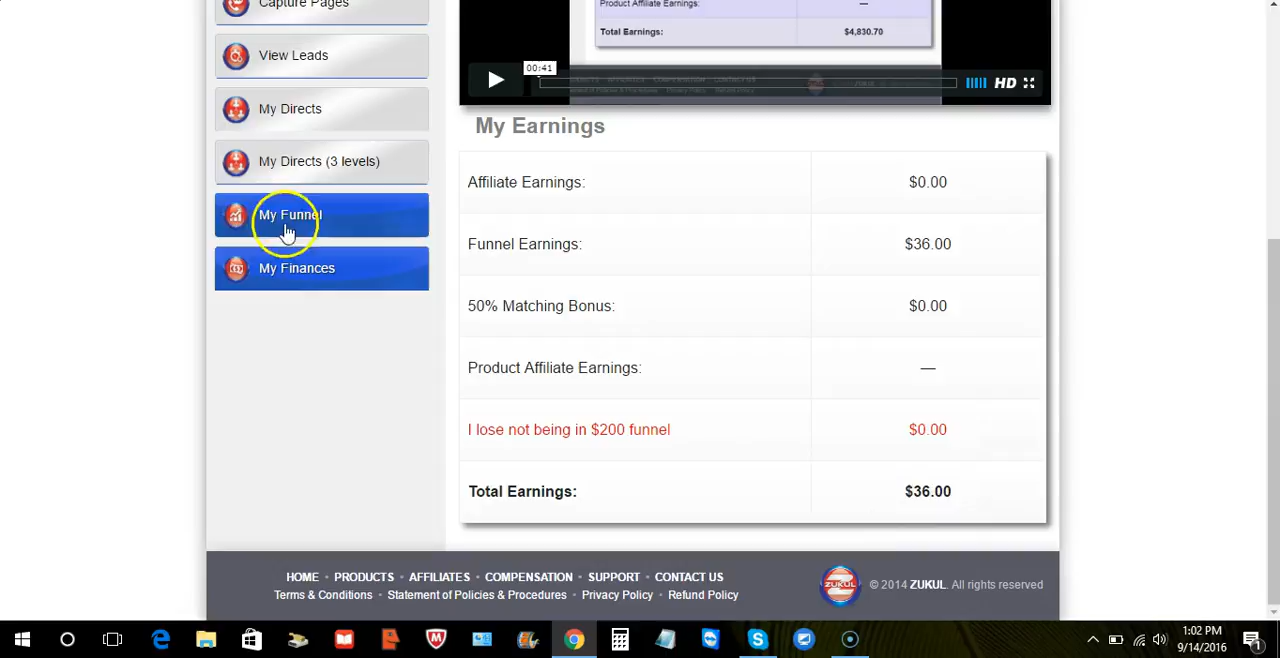 Capture Pages
View Leads
My Directs
My Directs (3 levels)
My Funnel
My Finances
Product Affiliate Earnings: —
Total Earnings: $4,830.70
00:41
HD
My Earnings
Affiliate Earnings: $0.00
Funnel Earnings: $36.00
50% Matching Bonus: $0.00
Product Affiliate Earnings: —
I lose not being in $200 funnel $0.00
Total Earnings: $36.00
HOME • PRODUCTS • AFFILIATES • COMPENSATION • SUPPORT • CONTACT US
Terms & Conditions • Statement of Policies & Procedures • Privacy Policy • Refund Policy
ZUKUL
© 2014 ZUKUL. All rights reserved
1:02 PM
9/14/2016